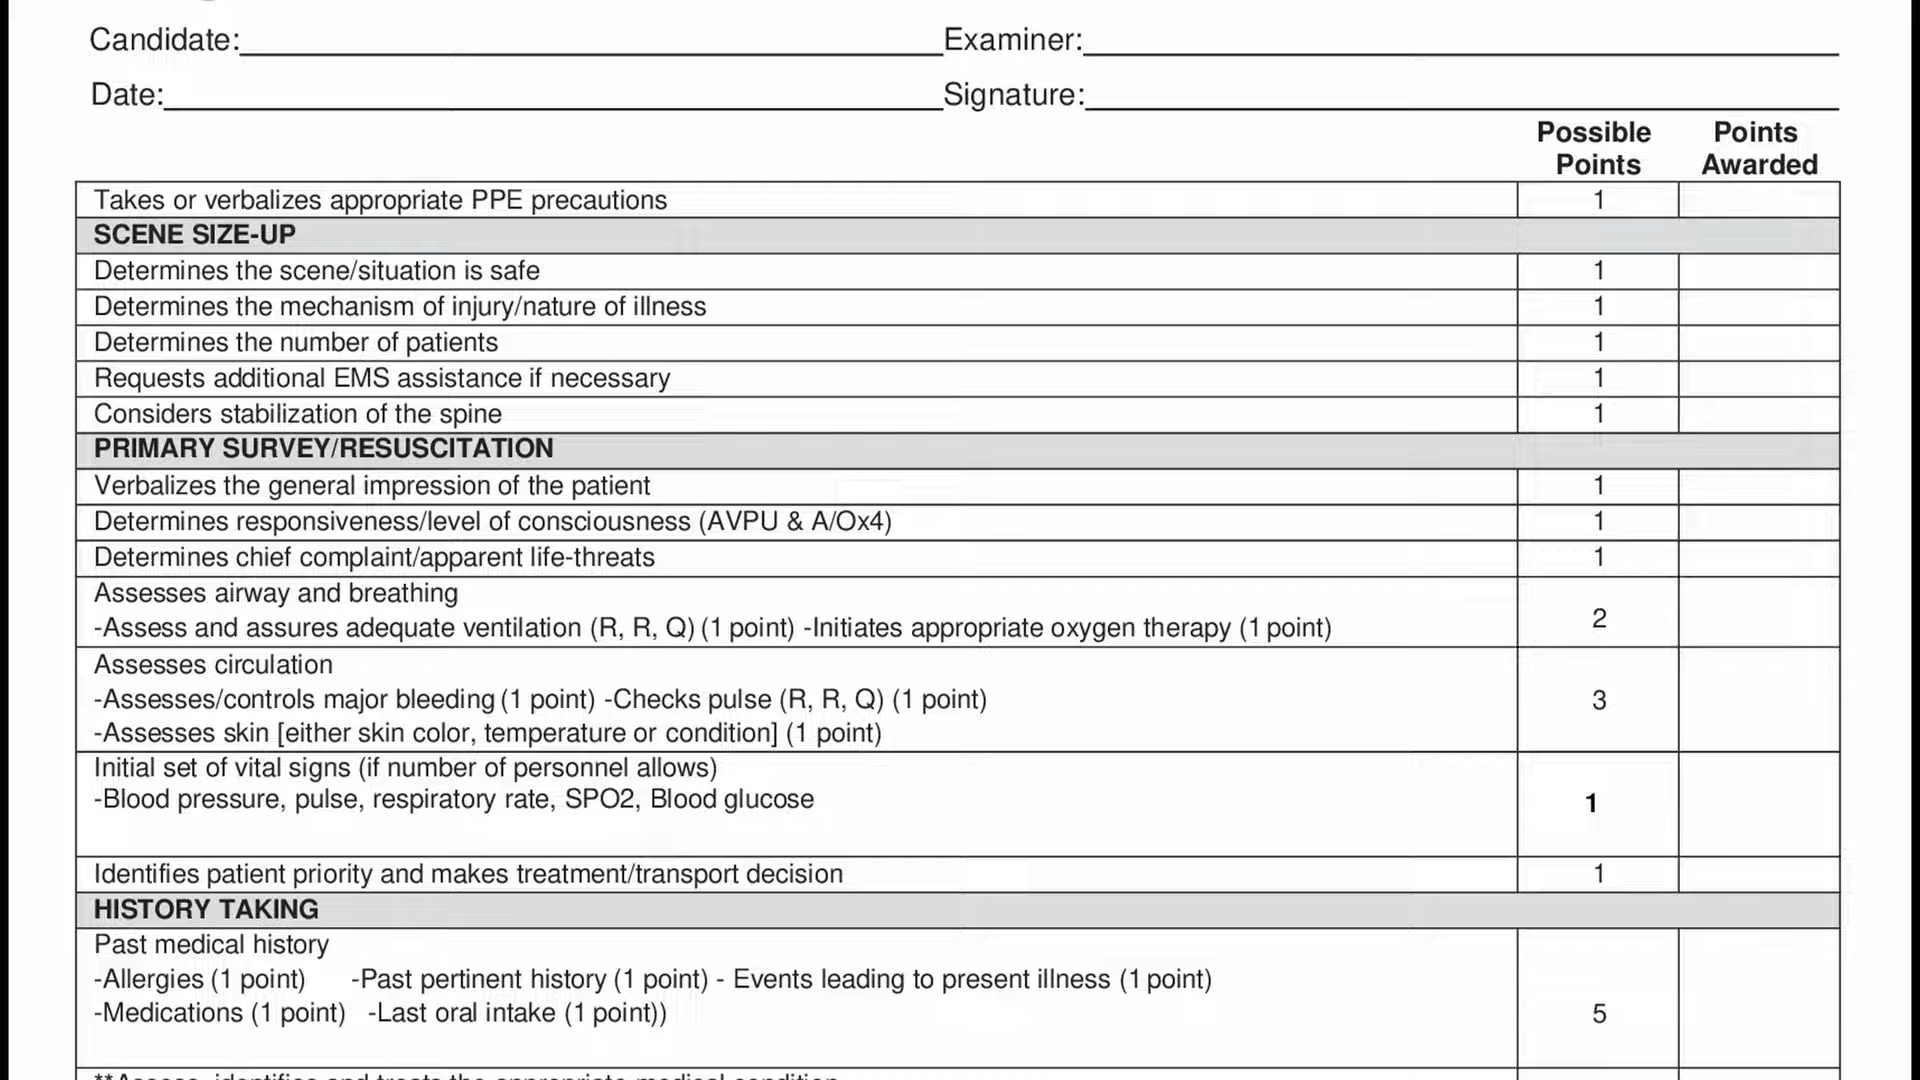 Candidate: Examiner:
Date: Signature:
Possible Points Points Awarded
Takes or verbalizes appropriate PPE precautions 1
SCENE SIZE-UP
Determines the scene/situation is safe 1
Determines the mechanism of injury/nature of illness 1
Determines the number of patients 1
Requests additional EMS assistance if necessary 1
Considers stabilization of the spine 1
PRIMARY SURVEY/RESUSCITATION
Verbalizes the general impression of the patient 1
Determines responsiveness/level of consciousness (AVPU & A/Ox4) 1
Determines chief complaint/apparent life-threats 1
Assesses airway and breathing
-Assess and assures adequate ventilation (R, R, Q) (1 point) -Initiates appropriate oxygen therapy (1 point) 2
Assesses circulation
-Assesses/controls major bleeding (1 point) -Checks pulse (R, R, Q) (1 point) 3
-Assesses skin [either skin color, temperature or condition] (1 point)
Initial set of vital signs (if number of personnel allows)
-Blood pressure, pulse, respiratory rate, SPO2, Blood glucose 1
Identifies patient priority and makes treatment/transport decision 1
HISTORY TAKING
Past medical history
-Allergies (1 point) -Past pertinent history (1 point) - Events leading to present illness (1 point)
-Medications (1 point) -Last oral intake (1 point)) 5
**Assess, identifies and treats the appropriate medical condition